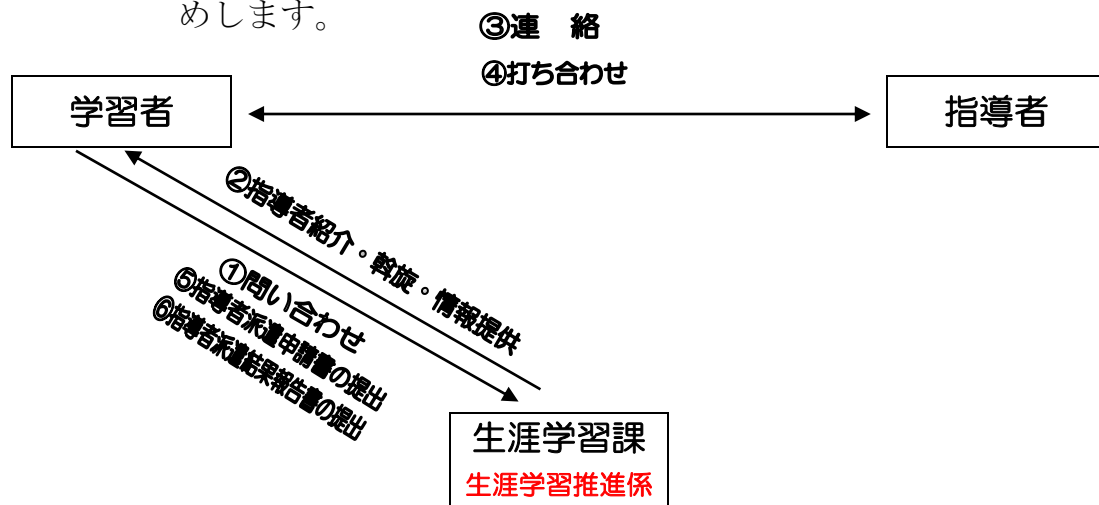 めします。
③連　絡
④打ち合わせ
学習者
指導者
②指導者紹介・斡旋・情報提供
①問い合わせ
⑤指導者派遣申請書の提出
⑥指導者派遣結果報告書の提出
生涯学習課
生涯学習推進係